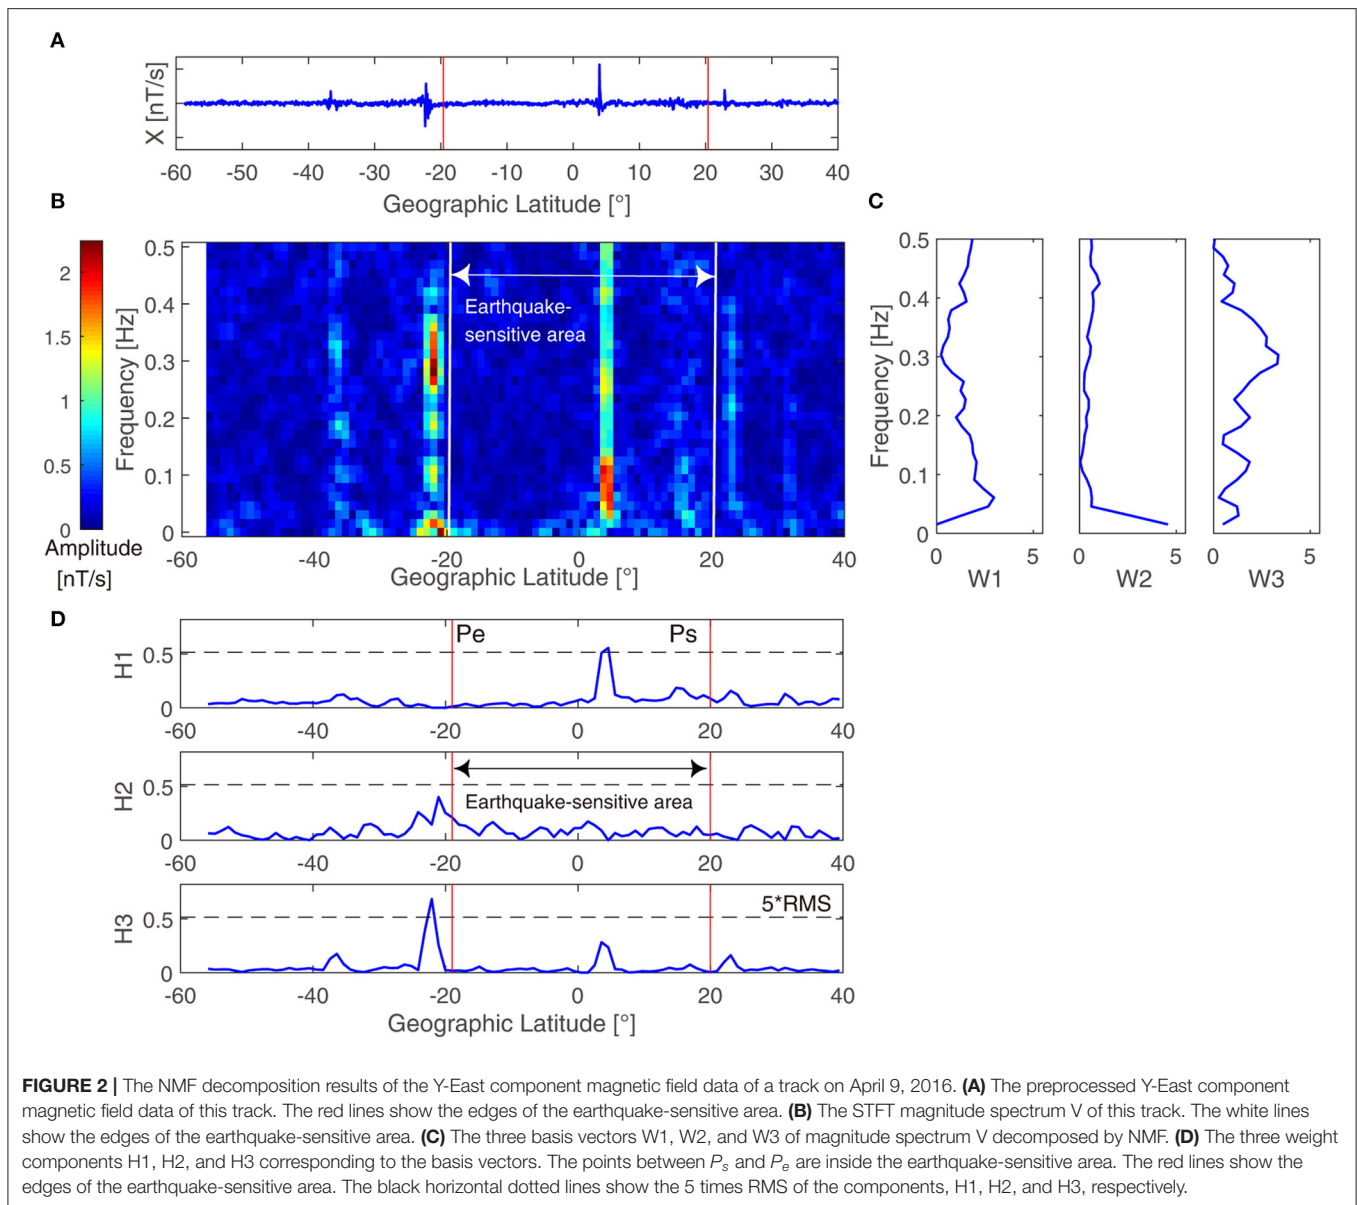 A
X [nT/s]
-60 -50 -40 -30 -20 -10 0 10 20 30 40
Geographic Latitude [°]
B
2
1.5
1
0.5
0
Amplitude
[nT/s]
Frequency [Hz]
0.5
0.4
0.3
0.2
0.1
0
Earthquake-
sensitive area
-60 -40 -20 0 20 40
Geographic Latitude [°]
C
Frequency [Hz]
0.5
0.4
0.3
0.2
0.1
0
0 5 0 5 0 5
W1 W2 W3
D
H1
0.5
0
Pe Ps
-60 -40 -20 0 20 40
H2
0.5
0
Earthquake-sensitive area
-60 -40 -20 0 20 40
H3
0.5
0
5*RMS
-60 -40 -20 0 20 40
Geographic Latitude [°]
FIGURE 2 | The NMF decomposition results of the Y-East component magnetic field data of a track on April 9, 2016. (A) The preprocessed Y-East component
magnetic field data of this track. The red lines show the edges of the earthquake-sensitive area. (B) The STFT magnitude spectrum V of this track. The white lines
show the edges of the earthquake-sensitive area. (C) The three basis vectors W1, W2, and W3 of magnitude spectrum V decomposed by NMF. (D) The three weight
components H1, H2, and H3 corresponding to the basis vectors. The points between Ps and Pe are inside the earthquake-sensitive area. The red lines show the
edges of the earthquake-sensitive area. The black horizontal dotted lines show the 5 times RMS of the components, H1, H2, and H3, respectively.